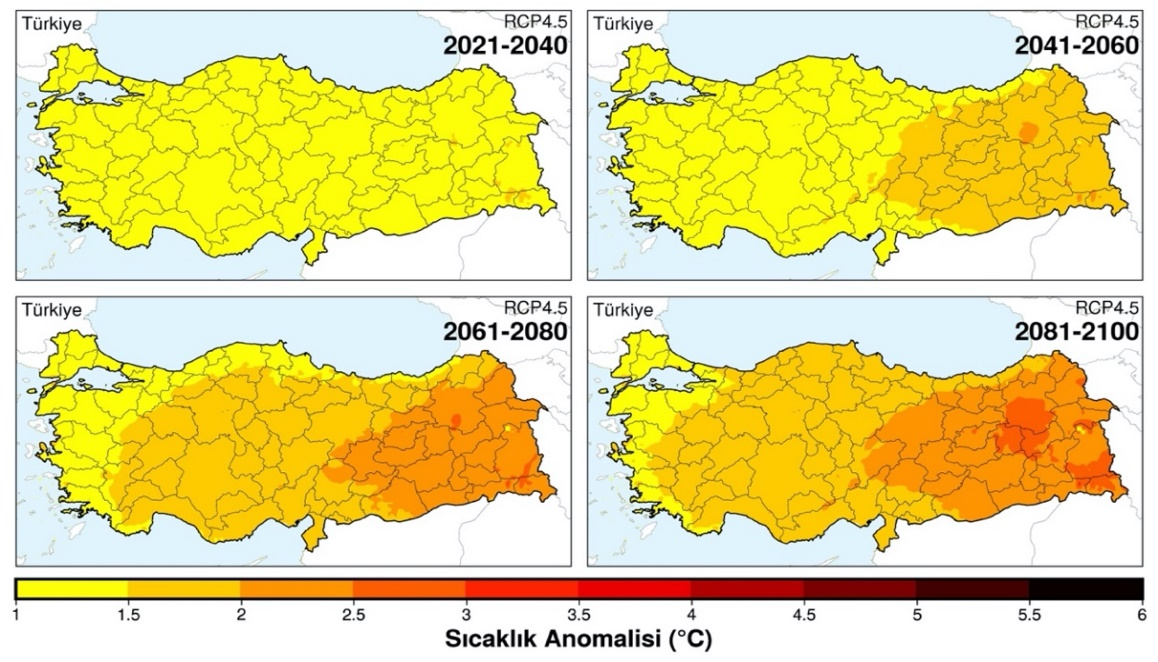 Türkiye RCP4.5
2021-2040
Türkiye RCP4.5
2041-2060
Türkiye RCP4.5
2061-2080
Türkiye RCP4.5
2081-2100
1 1.5 2 2.5 3 3.5 4 4.5 5 5.5 6
Sıcaklık Anomalisi (°C)